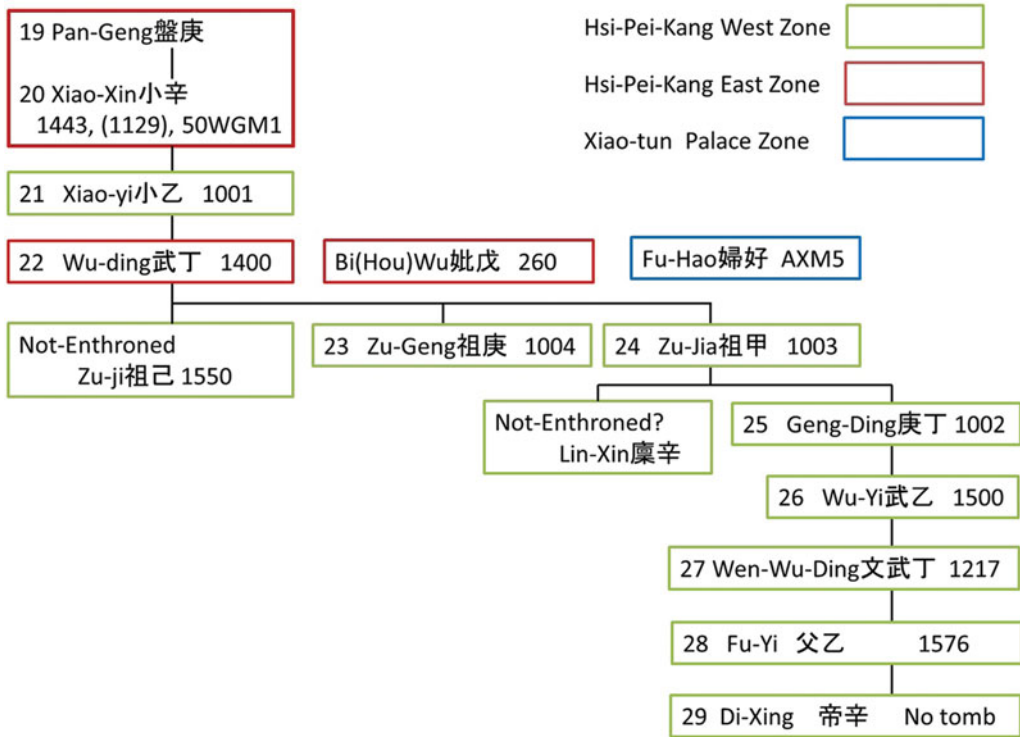 19 Pan-Geng盤庚
20 Xiao-Xin小辛
1443, (1129), 50WGM1
Hsi-Pei-Kang West Zone
Hsi-Pei-Kang East Zone
Xiao-tun Palace Zone
21 Xiao-yi小乙 1001
22 Wu-ding武丁 1400
Bi(Hou)Wu妣戊 260
Fu-Hao婦好 AXM5
Not-Enthroned
Zu-ji祖己 1550
23 Zu-Geng祖庚 1004
24 Zu-Jia祖甲 1003
Not-Enthroned?
Lin-Xin廩辛
25 Geng-Ding庚丁 1002
26 Wu-Yi武乙 1500
27 Wen-Wu-Ding文武丁 1217
28 Fu-Yi 父乙 1576
29 Di-Xing 帝辛 No tomb